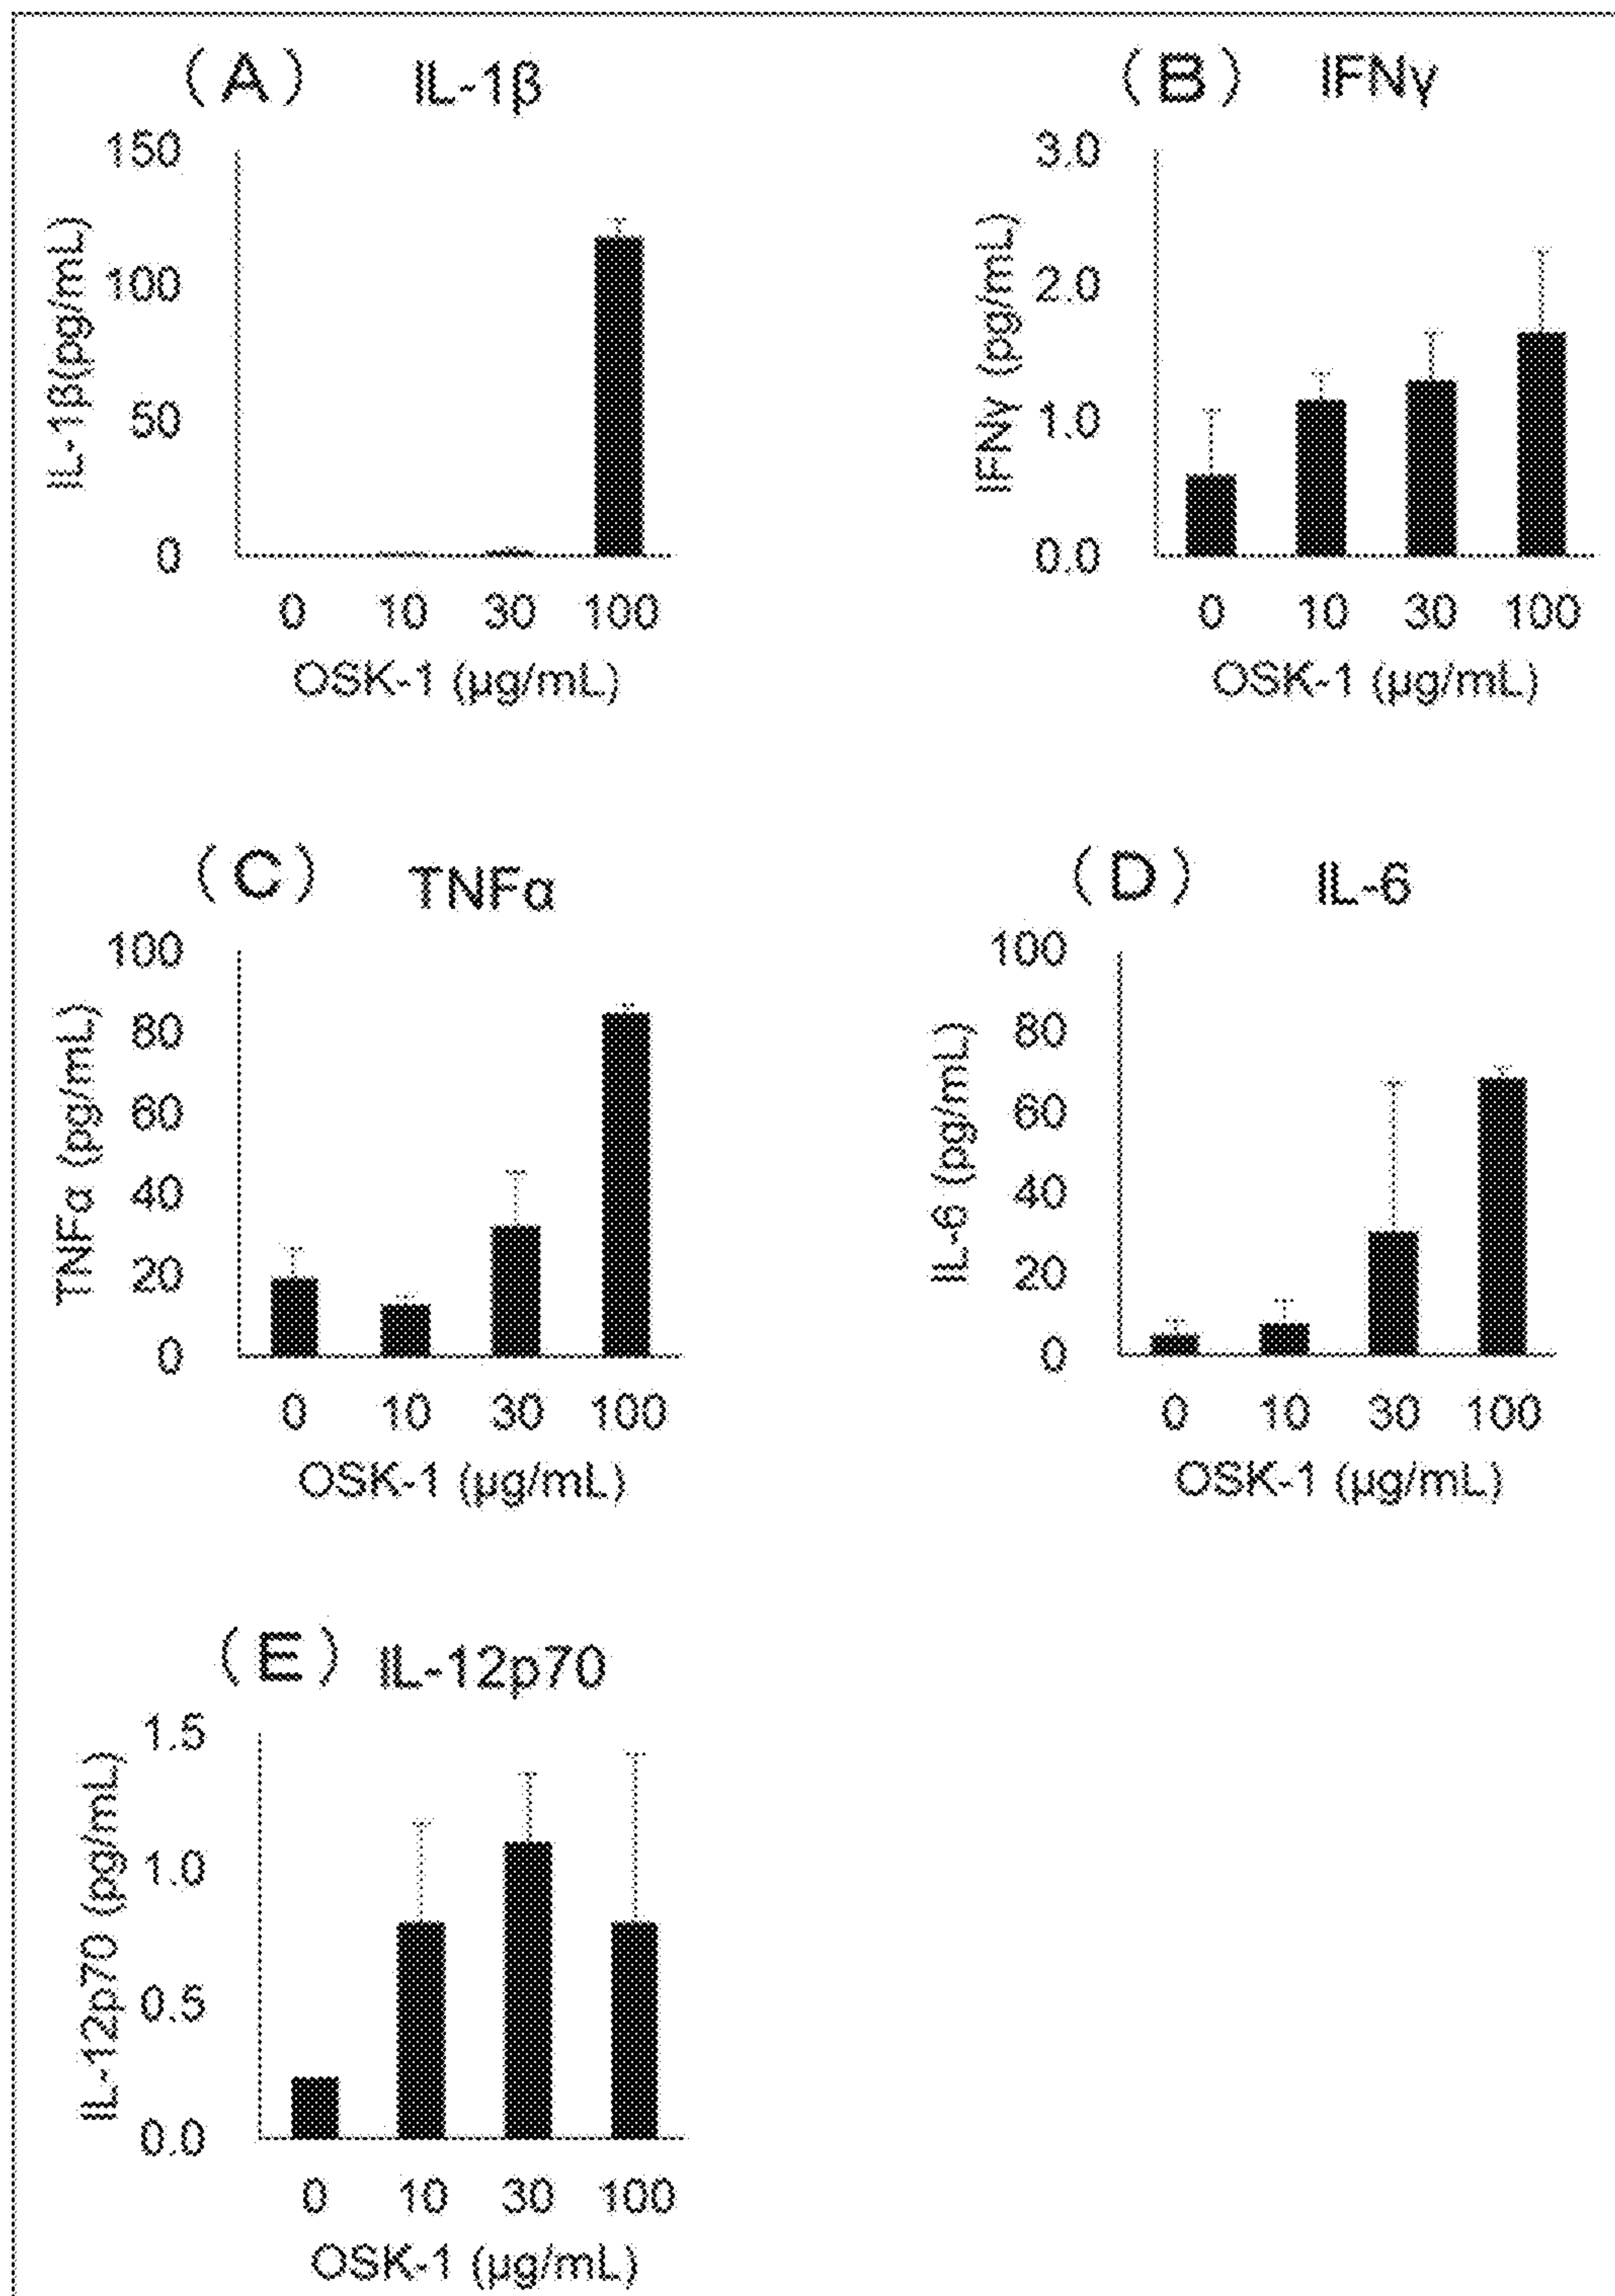 (A) IL-1β
150
100
50
0
IL-1β(pg/mL)
0 10 30 100
OSK-1 (μg/mL)
(B) IFNγ
3.0
2.0
1.0
0.0
IFNγ (pg/mL)
0 10 30 100
OSK-1 (μg/mL)
(C) TNFα
100
80
60
40
20
0
TNFα (pg/mL)
0 10 30 100
OSK-1 (μg/mL)
(D) IL-6
100
80
60
40
20
0
IL-6 (pg/mL)
0 10 30 100
OSK-1 (μg/mL)
(E) IL-12p70
1.5
1.0
0.5
0.0
IL-12p70 (pg/mL)
0 10 30 100
OSK-1 (μg/mL)